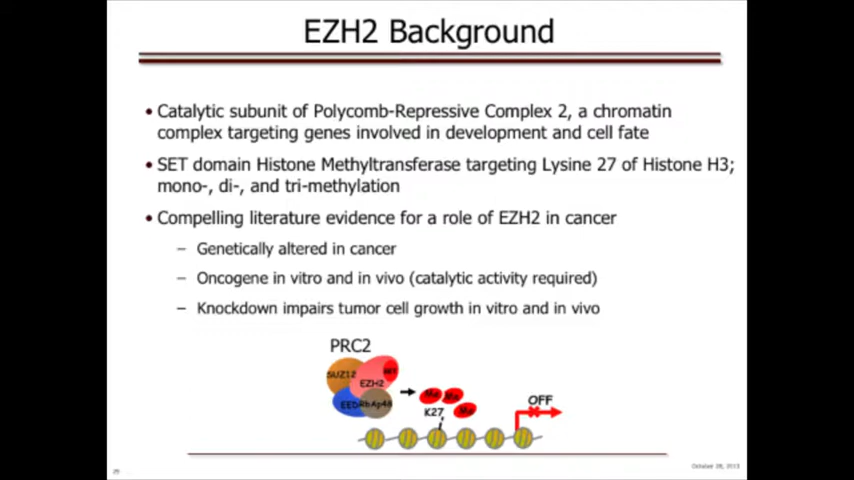 EZH2 Background
• Catalytic subunit of Polycomb-Repressive Complex 2, a chromatin
complex targeting genes involved in development and cell fate
• SET domain Histone Methyltransferase targeting Lysine 27 of Histone H3;
mono-, di-, and tri-methylation
• Compelling literature evidence for a role of EZH2 in cancer
– Genetically altered in cancer
– Oncogene in vitro and in vivo (catalytic activity required)
– Knockdown impairs tumor cell growth in vitro and in vivo
PRC2
SUZ12
SET
EZH2
EED
RbAp48
Me
Me
Me
K27
OFF
October 28, 2013